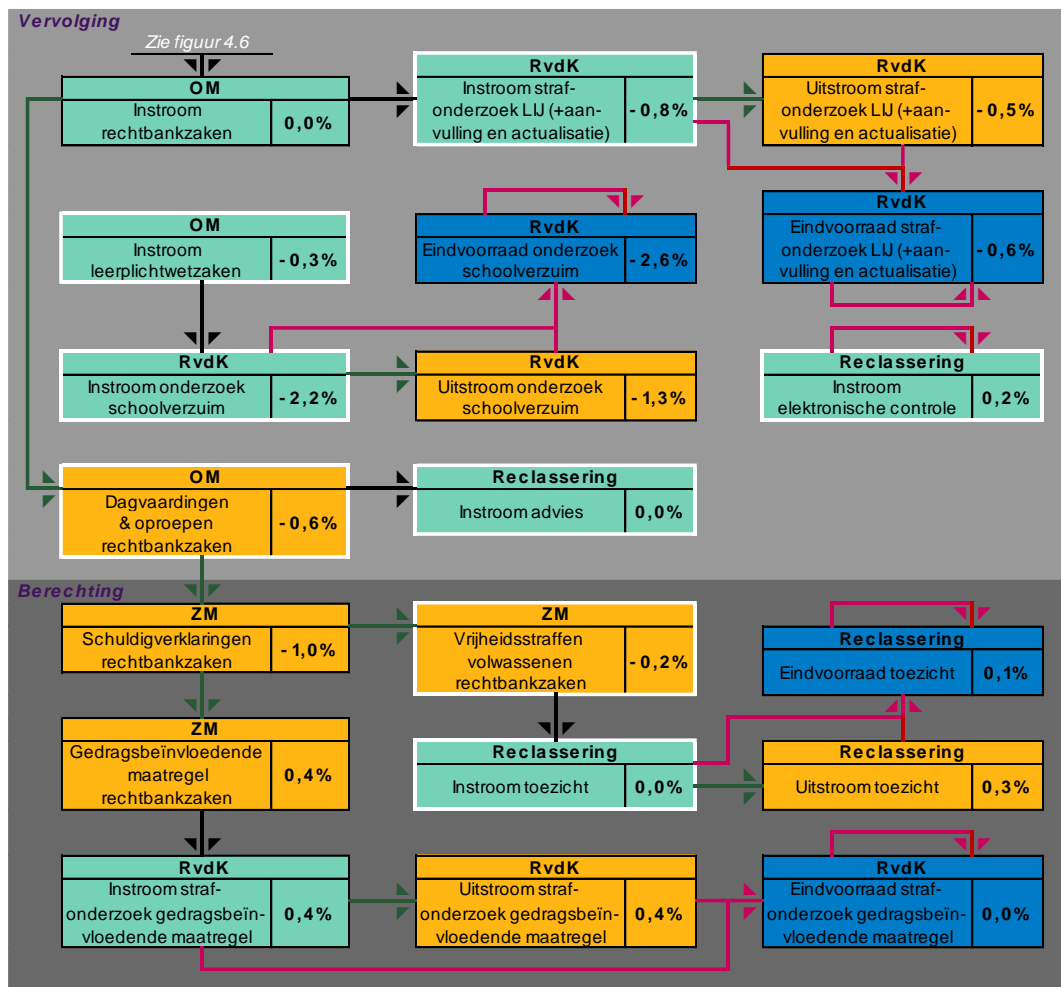 Vervolging
Zie figuur 4.6
OM
Instroom
rechtbankzaken
0,0%
RvdK
Instroom straf-
onderzoek LIJ (+aan-
vulling en actualisatie)
-0,8%
RvdK
Uitstroom straf-
onderzoek LIJ (+aan-
vulling en actualisatie)
-0,5%
OM
Instroom
leerplichtwetzaken
-0,3%
RvdK
Eindvoorraad onderzoek
schoolverzuim
-2,6%
RvdK
Eindvoorraad straf-
onderzoek LIJ (+aan-
vulling en actualisatie)
-0,6%
RvdK
Instroom onderzoek
schoolverzuim
-2,2%
RvdK
Uitstroom onderzoek
schoolverzuim
-1,3%
Reclassering
Instroom
elektronische controle
0,2%
OM
Dagvaardingen
& oproepen
rechtbankzaken
-0,6%
Reclassering
Instroom advies
0,0%
Berechting
ZM
Schuldigverklaringen
rechtbankzaken
-1,0%
ZM
Vrijheidsstraffen
volwassenen
rechtbankzaken
-0,2%
Reclassering
Eindvoorraad toezicht
0,1%
ZM
Gedragsbeïnvloedende
maatregel
rechtbankzaken
0,4%
Reclassering
Instroom toezicht
0,0%
Reclassering
Uitstroom toezicht
0,3%
RvdK
Instroom straf-
onderzoek gedragsbeïn-
vloedende maatregel
0,4%
RvdK
Uitstroom straf-
onderzoek gedragsbeïn-
vloedende maatregel
0,4%
RvdK
Eindvoorraad straf-
onderzoek gedragsbeïn-
vloedende maatregel
0,0%